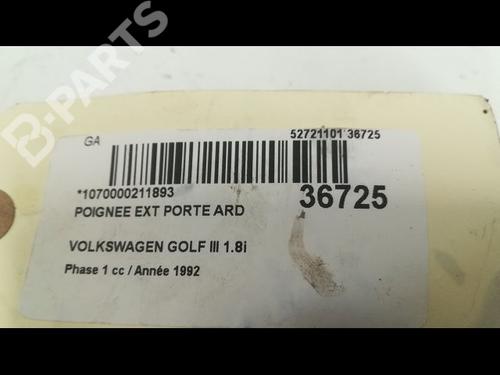 B-PARTS
GA
52721101 36725
*1070000211893
36725
POIGNEE EXT PORTE ARD
VOLKSWAGEN GOLF III 1.8i
Phase 1 cc / Année 1992